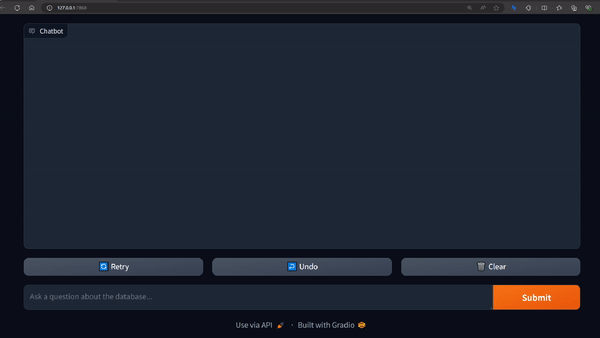 127.0.0.1:7860
Chatbot
Retry
Undo
Clear
Ask a question about the database...
Submit
Use via API · Built with Gradio